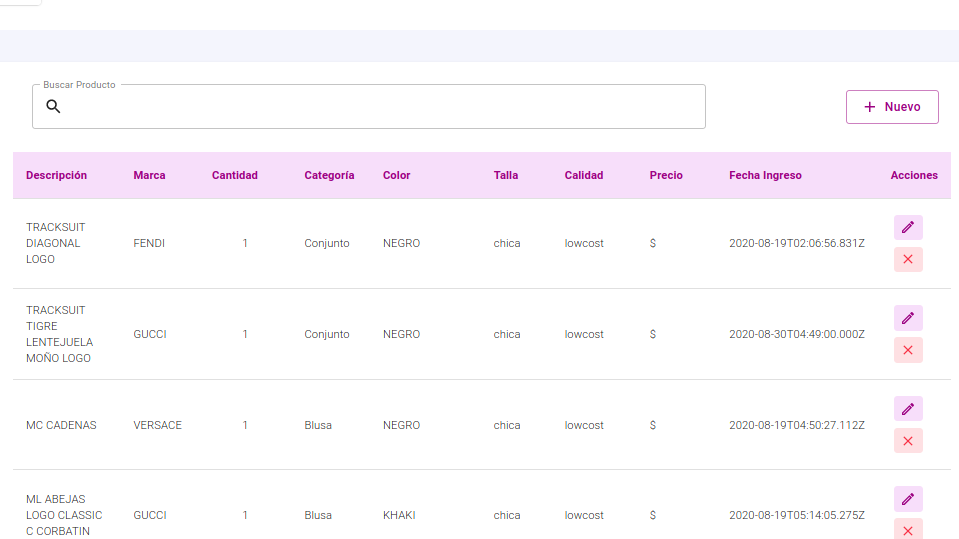 Buscar Producto
+ Nuevo
Descripción Marca Cantidad Categoría Color Talla Calidad Precio Fecha Ingreso Acciones
TRACKSUIT
DIAGONAL
LOGO
FENDI 1 Conjunto NEGRO chica lowcost $ 2020-08-19T02:06:56.831Z
TRACKSUIT
TIGRE
LENTEJUELA
MOÑO LOGO
GUCCI 1 Conjunto NEGRO chica lowcost $ 2020-08-30T04:49:00.000Z
MC CADENAS VERSACE 1 Blusa NEGRO chica lowcost $ 2020-08-19T04:50:27.112Z
ML ABEJAS
LOGO CLASSIC
C CORBATIN
GUCCI 1 Blusa KHAKI chica lowcost $ 2020-08-19T05:14:05.275Z